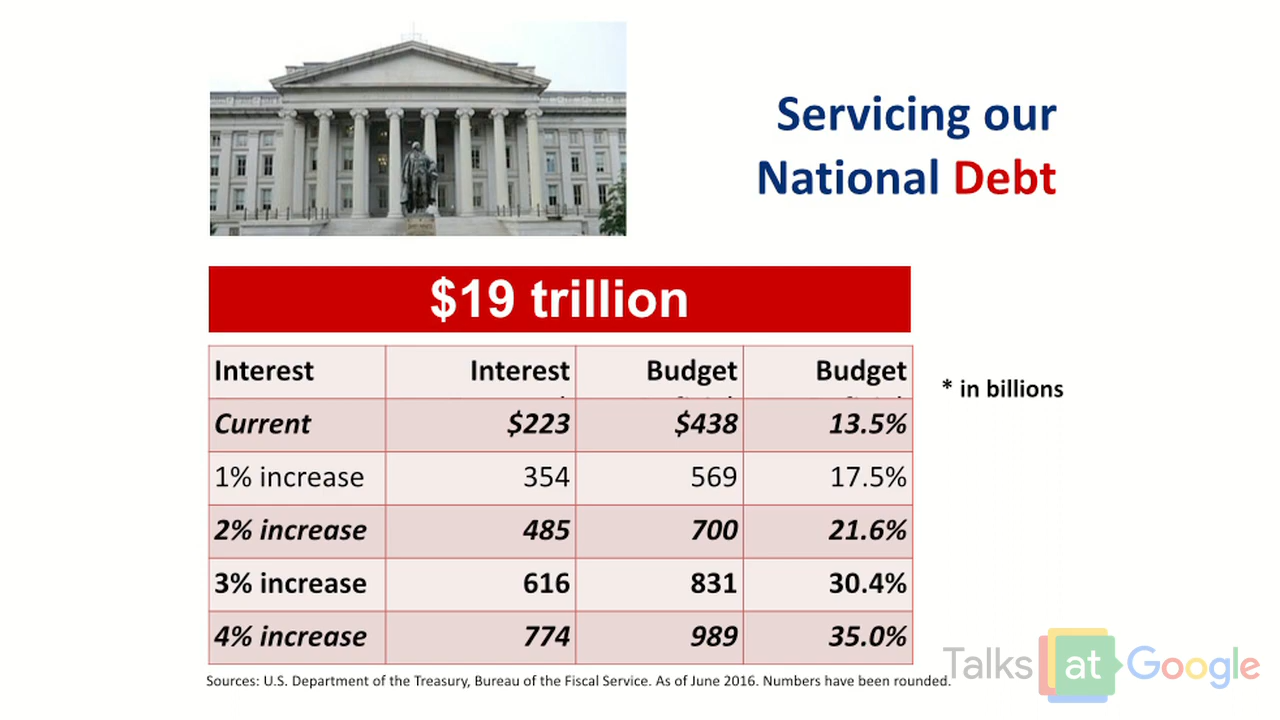 Servicing our
National Debt
$19 trillion
Interest Interest Budget Budget
* in billions
Current $223 $438 13.5%
1% increase 354 569 17.5%
2% increase 485 700 21.6%
3% increase 616 831 30.4%
4% increase 774 989 35.0%
Sources: U.S. Department of the Treasury, Bureau of the Fiscal Service. As of June 2016. Numbers have been rounded.
Talks at Google